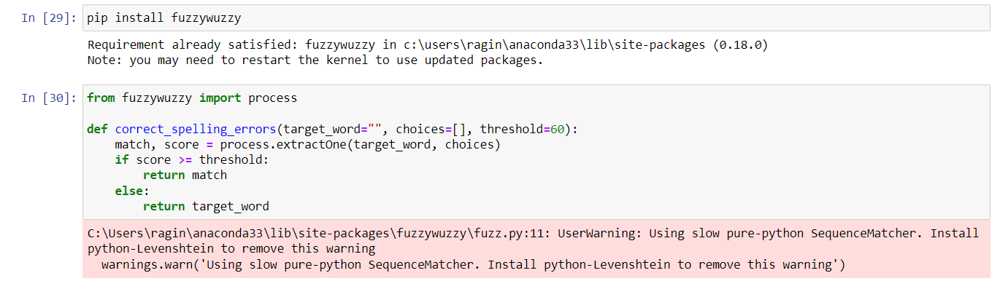 In [29]: pip install fuzzywuzzy
Requirement already satisfied: fuzzywuzzy in c:\users\ragin\anaconda33\lib\site-packages (0.18.0)
Note: you may need to restart the kernel to use updated packages.
In [30]: from fuzzywuzzy import process
def correct_spelling_errors(target_word="", choices=[], threshold=60):
    match, score = process.extractOne(target_word, choices)
    if score >= threshold:
        return match
    else:
        return target_word
C:\Users\ragin\anaconda33\lib\site-packages\fuzzywuzzy\fuzz.py:11: UserWarning: Using slow pure-python SequenceMatcher. Install
python-Levenshtein to remove this warning
  warnings.warn('Using slow pure-python SequenceMatcher. Install python-Levenshtein to remove this warning')